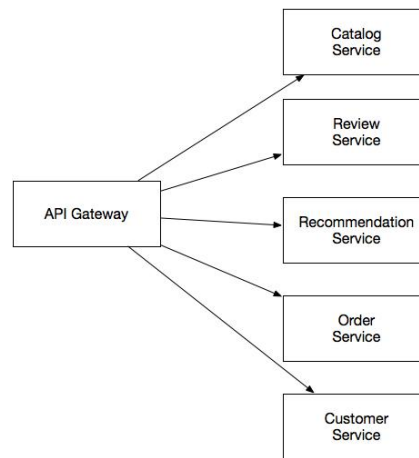 Catalog
Service
Review
Service
API Gateway
Recommendation
Service
Order
Service
Customer
Service